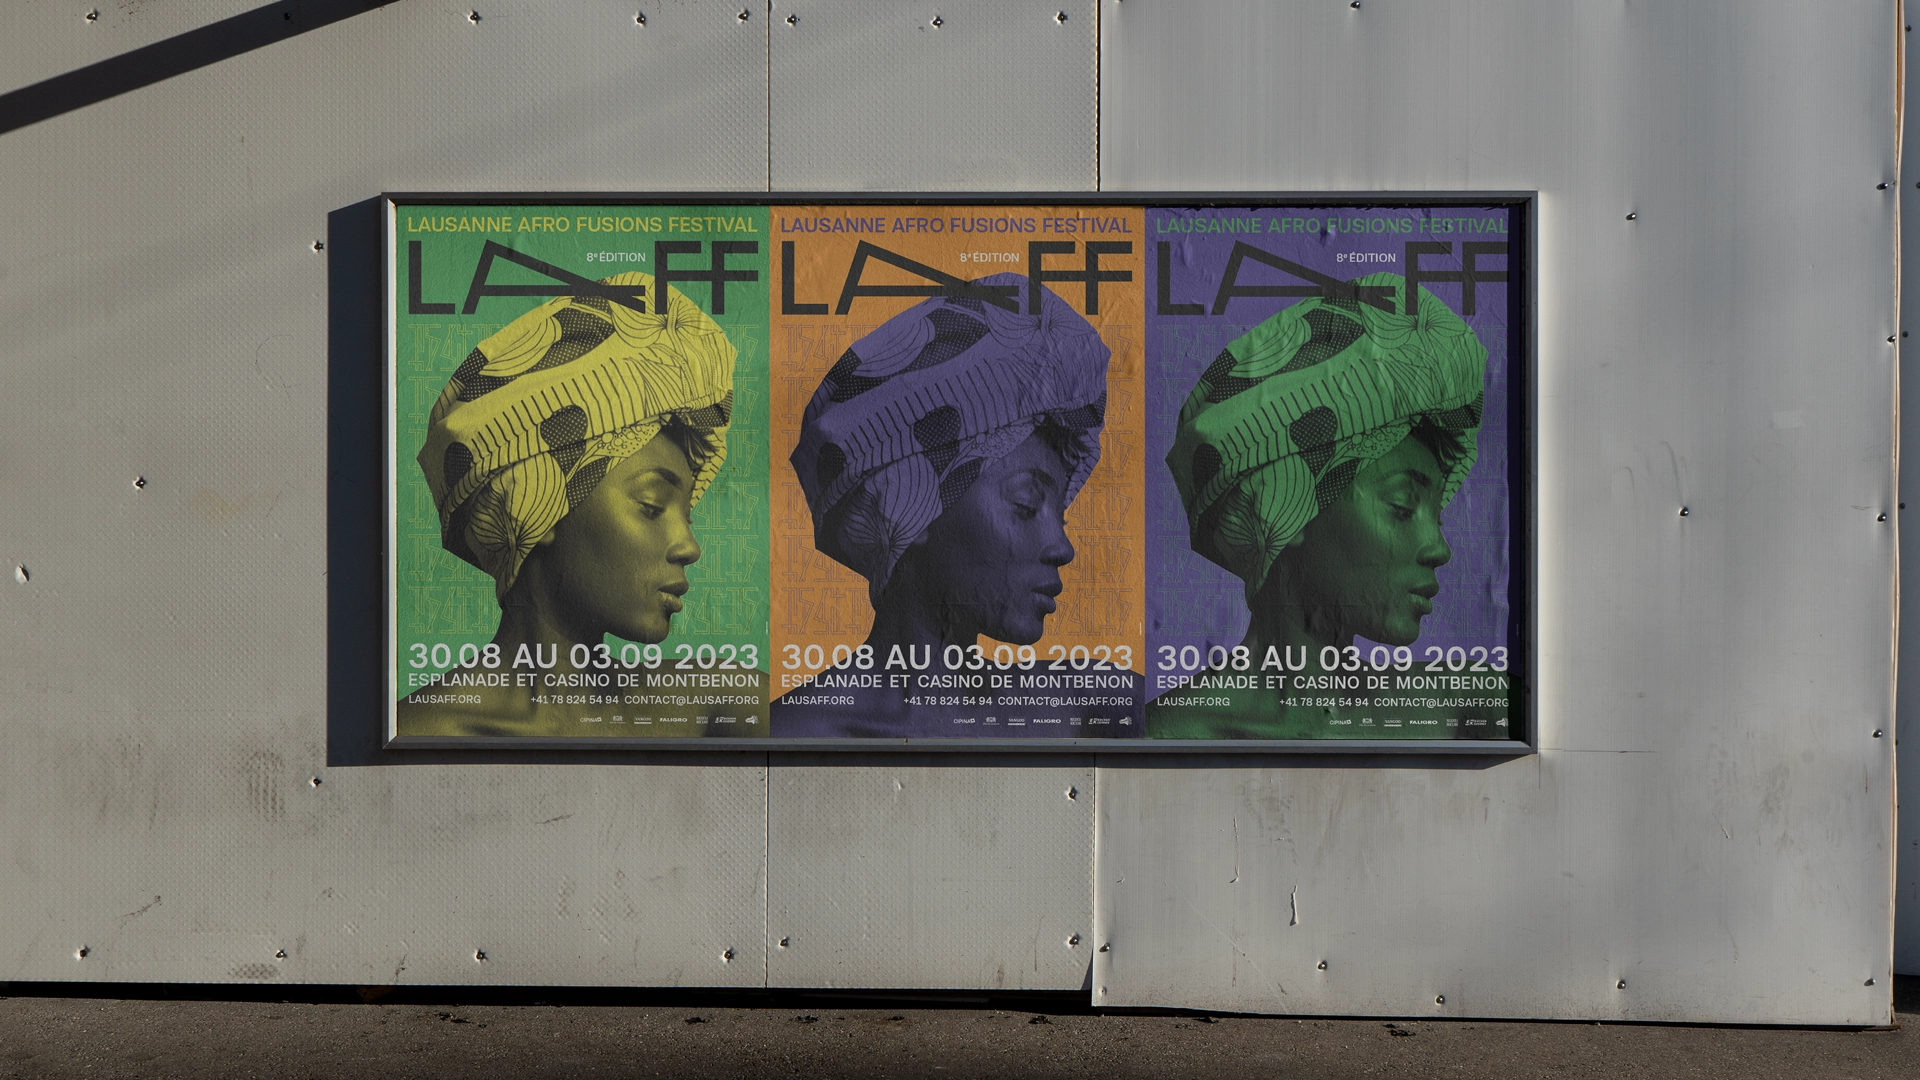 LAUSANNE AFRO FUSIONS FESTIVAL
LAFF
8e ÉDITION
30.08 AU 03.09 2023
ESPLANADE ET CASINO DE MONTBENON
LAUSAFF.ORG +41 78 824 54 94 CONTACT@LAUSAFF.ORG
FALIGRO
LAUSANNE AFRO FUSIONS FESTIVAL
LAFF
8e ÉDITION
30.08 AU 03.09 2023
ESPLANADE ET CASINO DE MONTBENON
LAUSAFF.ORG +41 78 824 54 94 CONTACT@LAUSAFF.ORG
FALIGRO
LAUSANNE AFRO FUSIONS FESTIVAL
LAFF
8e ÉDITION
30.08 AU 03.09 2023
ESPLANADE ET CASINO DE MONTBENON
LAUSAFF.ORG +41 78 824 54 94 CONTACT@LAUSAFF.ORG
FALIGRO